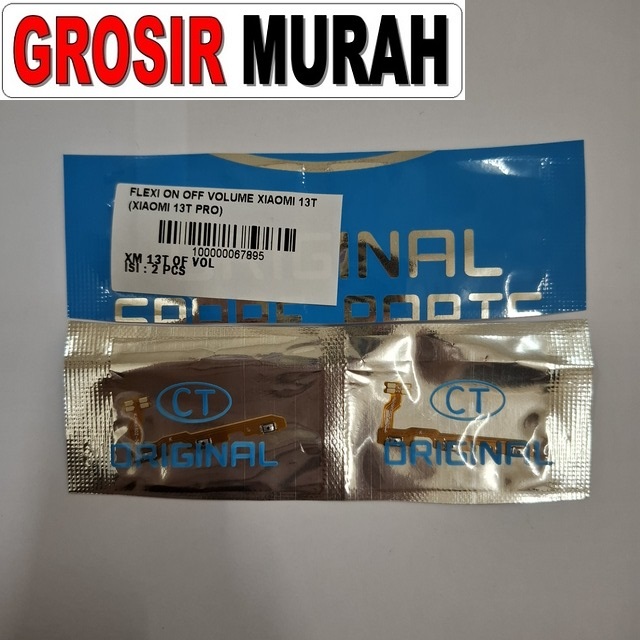 GROSIR MURAH
FLEXI ON OFF VOLUME XIAOMI 13T
(XIAOMI 13T PRO)
100000067895
XM 13T OF VOL
ISI : 2 PCS
ORIGINAL
SPARE PARTS
CT
ORIGINAL
CT
ORIGINAL